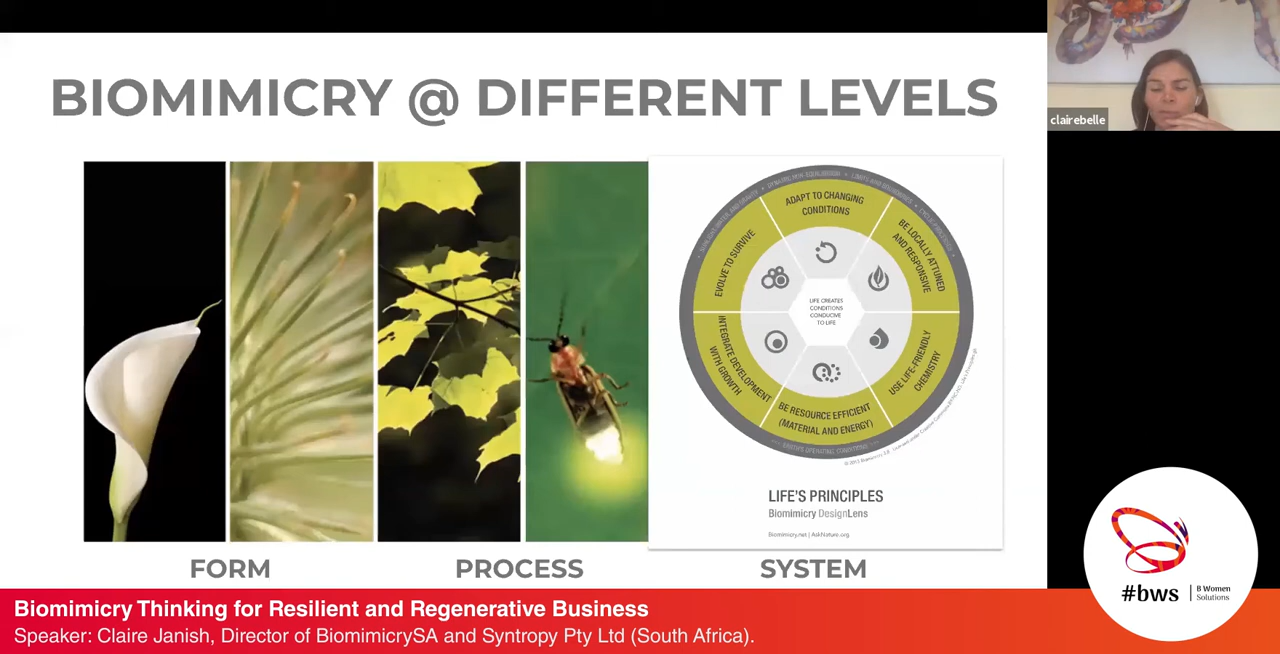 BIOMIMICRY @ DIFFERENT LEVELS
clairebelle
ADAPT TO CHANGING
CONDITIONS
BE LOCALLY ATTUNED
AND RESPONSIVE
USE LIFE-FRIENDLY
CHEMISTRY
BE RESOURCE EFFICIENT
(MATERIAL AND ENERGY)
INTEGRATE DEVELOPMENT
WITH GROWTH
EVOLVE TO SURVIVE
LIFE CREATES
CONDITIONS
CONDUCIVE
TO LIFE
EARTH'S OPERATING CONDITIONS
LIFE'S PRINCIPLES
Biomimicry DesignLens
Biomimicry.net | AskNature.org
FORM
PROCESS
SYSTEM
Biomimicry Thinking for Resilient and Regenerative Business
Speaker: Claire Janish, Director of BiomimicrySA and Syntropy Pty Ltd (South Africa).
#bws | B Women
Solutions